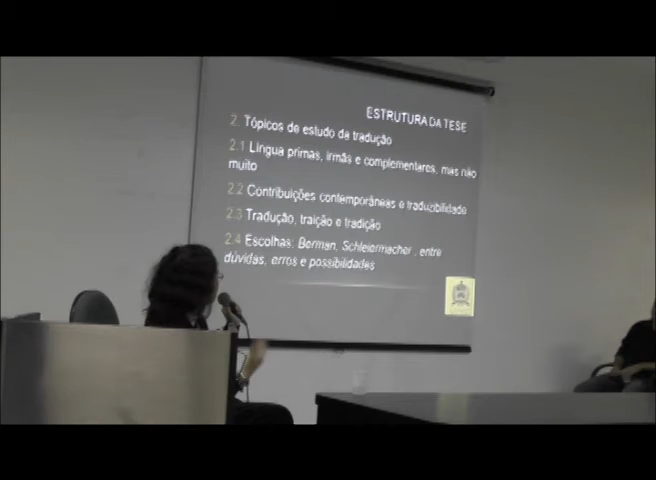 ESTRUTURA DA TESE
2. Tópicos de estudo da tradução
2.1 Língua primas, irmãs e complementares, mas não
muito
2.2 Contribuições contemporâneas e traduzibilidade
2.3 Tradução, traição e tradição
2.4 Escolhas: Berman, Schleiermacher , entre
dúvidas, erros e possibilidades